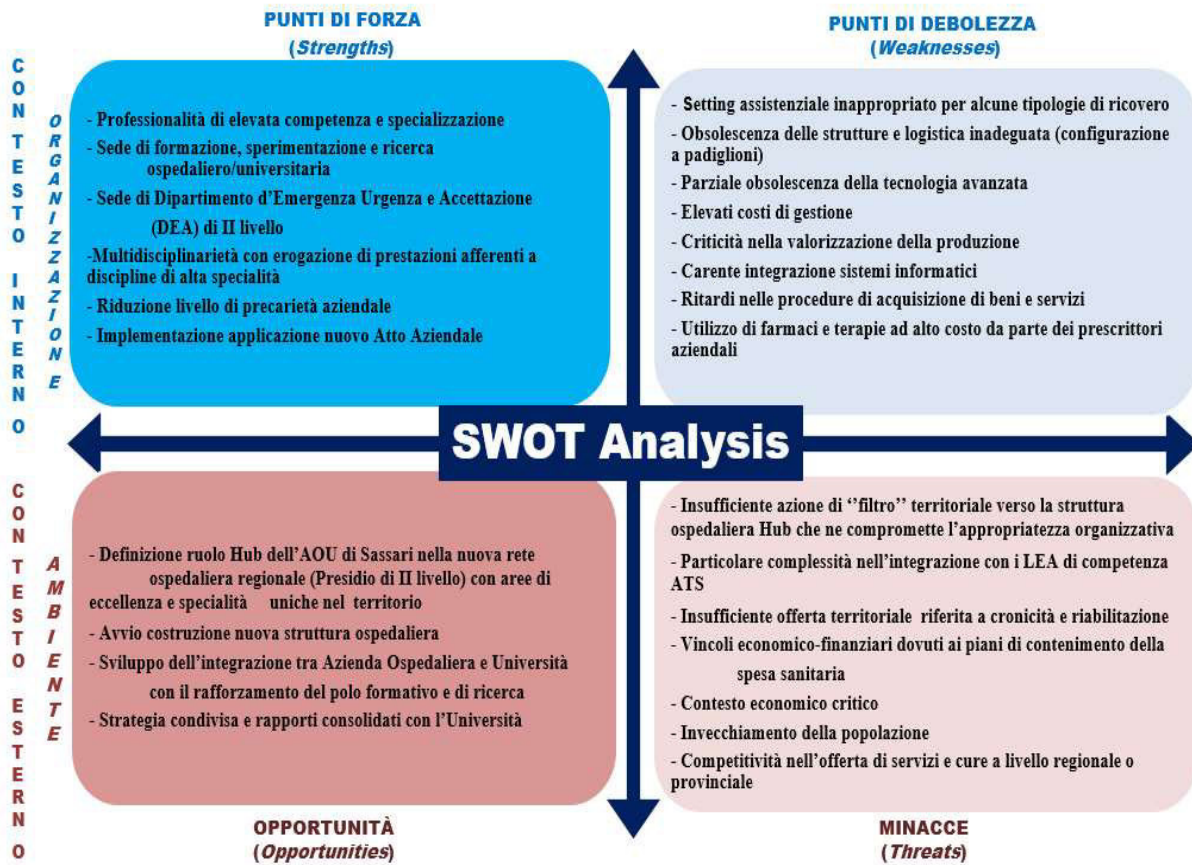 PUNTI DI FORZA
(Strengths)
PUNTI DI DEBOLEZZA
(Weaknesses)
CONTESTO INTERNO
ORGANIZZAZIONE
- Professionalità di elevata competenza e specializzazione
- Sede di formazione, sperimentazione e ricerca
ospedaliero/universitaria
- Sede di Dipartimento d'Emergenza Urgenza e Accettazione
(DEA) di II livello
-Multidisciplinarietà con erogazione di prestazioni afferenti a
discipline di alta specialità
- Riduzione livello di precarietà aziendale
- Implementazione applicazione nuovo Atto Aziendale
- Setting assistenziale inappropriato per alcune tipologie di ricovero
- Obsolescenza delle strutture e logistica inadeguata (configurazione
a padiglioni)
- Parziale obsolescenza della tecnologia avanzata
- Elevati costi di gestione
- Criticità nella valorizzazione della produzione
- Carente integrazione sistemi informatici
- Ritardi nelle procedure di acquisizione di beni e servizi
- Utilizzo di farmaci e terapie ad alto costo da parte dei prescrittori
aziendali
SWOT Analysis
CONTESTO ESTERNO
AMBIENTE
- Definizione ruolo Hub dell'AOU di Sassari nella nuova rete
ospedaliera regionale (Presidio di II livello) con aree di
eccellenza e specialità uniche nel territorio
- Avvio costruzione nuova struttura ospedaliera
- Sviluppo dell'integrazione tra Azienda Ospedaliera e Università
con il rafforzamento del polo formativo e di ricerca
- Strategia condivisa e rapporti consolidati con l'Università
- Insufficiente azione di ''filtro'' territoriale verso la struttura
ospedaliera Hub che ne compromette l'appropriatezza organizzativa
- Particolare complessità nell'integrazione con i LEA di competenza
ATS
- Insufficiente offerta territoriale riferita a cronicità e riabilitazione
- Vincoli economico-finanziari dovuti ai piani di contenimento della
spesa sanitaria
- Contesto economico critico
- Invecchiamento della popolazione
- Competitività nell'offerta di servizi e cure a livello regionale o
provinciale
OPPORTUNITÀ
(Opportunities)
MINACCE
(Threats)